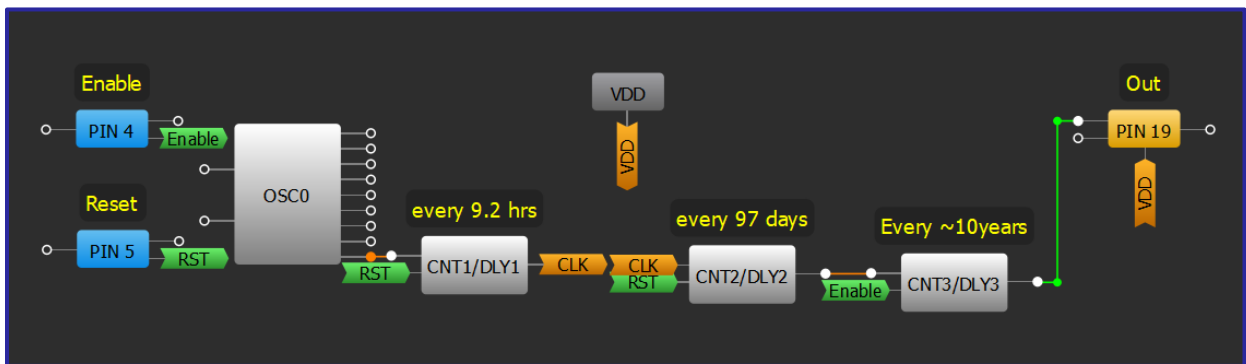 Enable
PIN 4
Enable
Reset
PIN 5
RST
OSC0
RST
every 9.2 hrs
CNT1/DLY1
CLK
VDD
VDD
CLK
RST
every 97 days
CNT2/DLY2
Enable
Every ~10years
CNT3/DLY3
Out
PIN 19
VDD